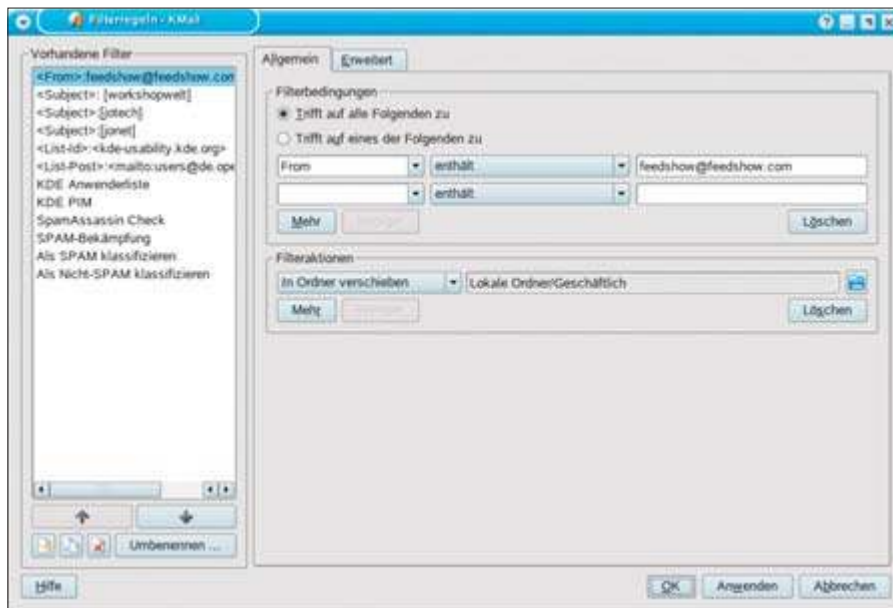 Filterregeln - KMail
Vorhandene Filter
<From>:feedshow@feedshow.com
<Subject>: [workshopwelt]
<Subject>:[jotech]
<Subject>:[jonet]
<List-Id>:<kde-usability.kde.org>
<List-Post>:<mailto:users@de.ope
KDE Anwenderliste
KDE PIM
SpamAssassin Check
SPAM-Bekämpfung
Als SPAM klassifizieren
Als Nicht-SPAM klassifizieren
Umbenennen ...
Allgemein
Erweitert
Filterbedingungen
Trifft auf alle Folgenden zu
Trifft auf eines der Folgenden zu
From
enthält
feedshow@feedshow.com
enthält
Mehr
Löschen
Filteraktionen
In Ordner verschieben
Lokale Ordner/Geschäftlich
Mehr
Löschen
Hilfe
OK
Anwenden
Abbrechen